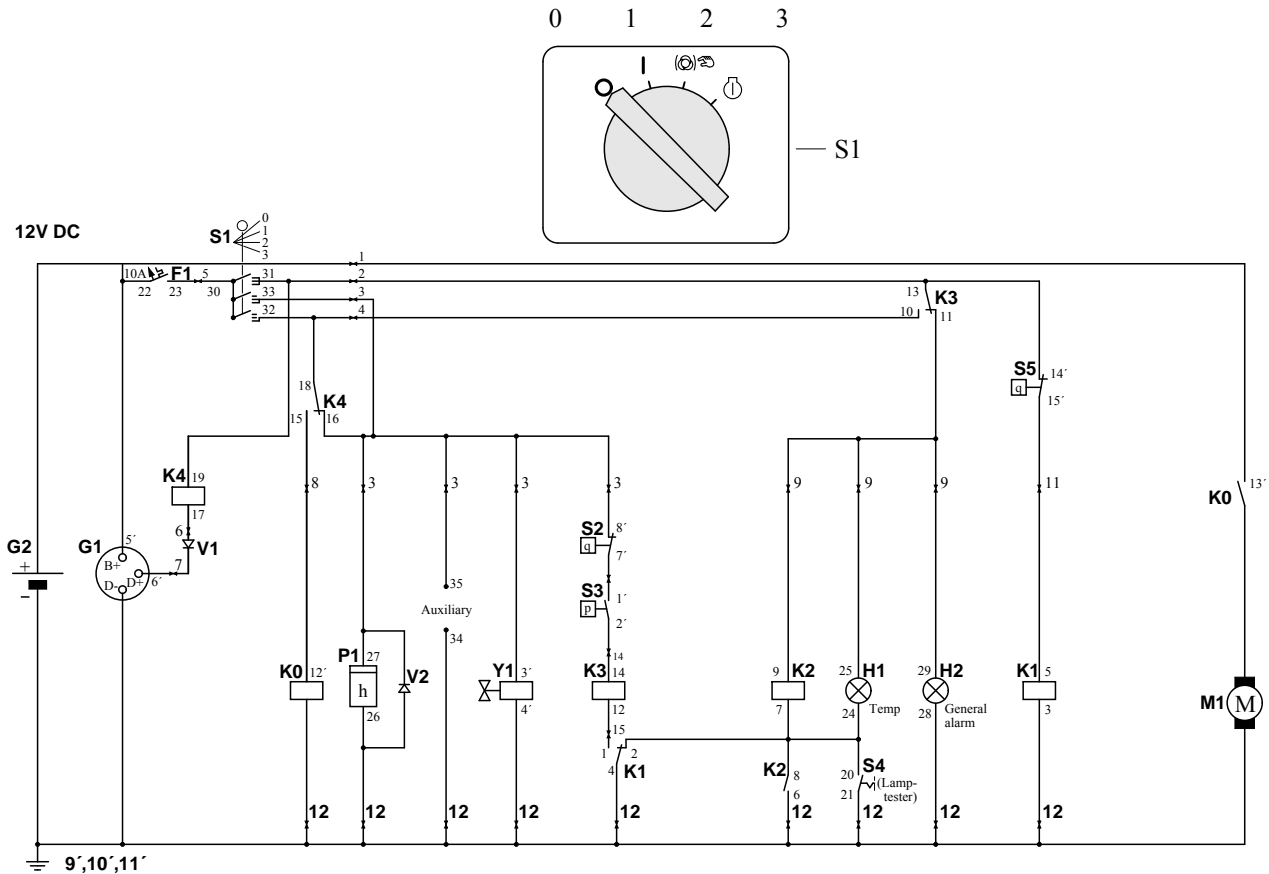 0 1 2 3
S1
12V DC
S1
0
1
2
3
1
10A F1 5 31 2
22 23 30 33 3
32 4
13 K3
10 11
S5 14´
q 15´
18 K4
15 16
K4 19
17
8 3 3 3 3 9 9 9 11
K0 13´
6 V1
7
G2 G1 5´
+ B+
D- D+ 6´
−
S2 8´
q 7´
S3 1´
p 2´
35
Auxiliary
34
14
K0 12´
P1 27
h
26
V2
Y1 3´
4´
K3 14
12
15
9 K2
7
25 H1
24 Temp
29 H2
28 General
alarm
K1 5
3
M1 M
1 2
4 K1
K2 8
6
20 S4
21 (Lamp-
tester)
12 12 12 12 12 12 12 12 12
9´,10´,11´